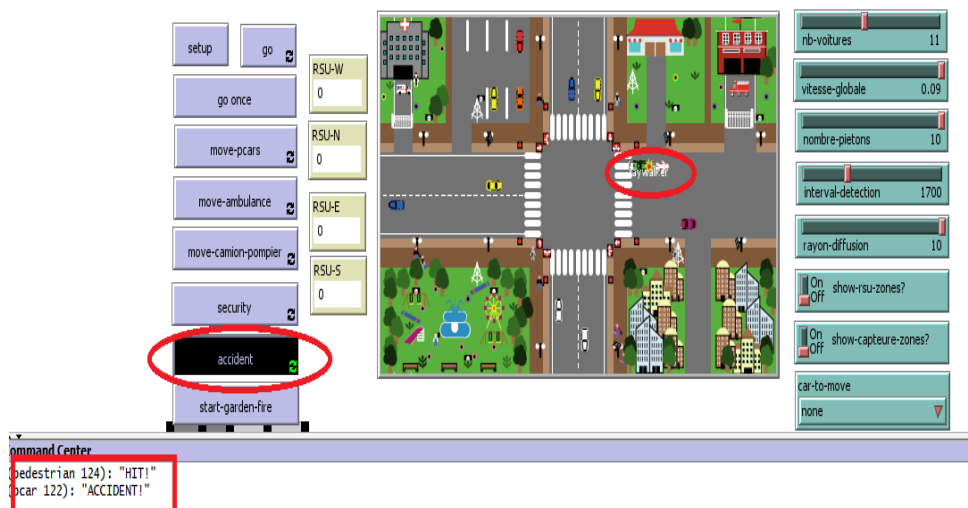 setup
go
go once
move-pcars
move-ambulance
move-camion-pompier
security
accident
start-garden-fire
RSU-W
0
RSU-N
0
RSU-E
0
RSU-S
0
jaywalker
nb-voitures 11
vitesse-globale 0.09
nombre-pietons 10
interval-detection 1700
rayon-diffusion 10
On
Off
show-rsu-zones?
On
Off
show-capteure-zones?
car-to-move
none
ommand Center
(pedestrian 124): "HIT!"
(pcar 122): "ACCIDENT!"